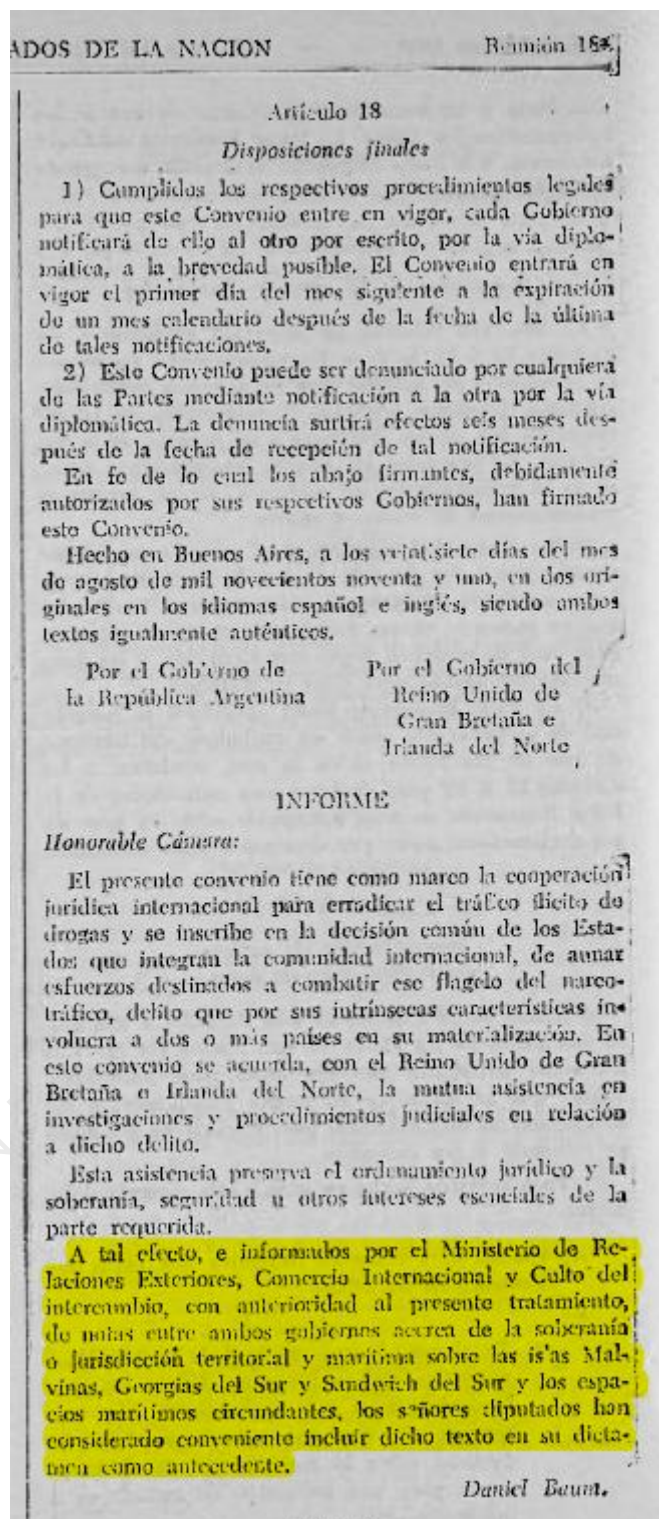 ADOS DE LA NACION Reunión 18ª
Artículo 18
Disposiciones finales
1) Cumplidos los respectivos procedimientos legales
para que este Convenio entre en vigor, cada Gobierno
notificará de ello al otro por escrito, por la vía diplo-
mática, a la brevedad posible. El Convenio entrará en
vigor el primer día del mes siguiente a la expiración
de un mes calendario después de la fecha de la última
de tales notificaciones.
2) Este Convenio puede ser denunciado por cualquiera
de las Partes mediante notificación a la otra por la vía
diplomática. La denuncia surtirá efectos seis meses des-
pués de la fecha de recepción de tal notificación.
En fe de lo cual los abajo firmantes, debidamente
autorizados por sus respectivos Gobiernos, han firmado
este Convenio.
Hecho en Buenos Aires, a los veintisiete días del mes
de agosto de mil novecientos noventa y uno, en dos ori-
ginales en los idiomas español e inglés, siendo ambos
textos igualmente auténticos.
Por el Gobierno de
la República Argentina
Por el Gobierno del
Reino Unido de
Gran Bretaña e
Irlanda del Norte
INFORME
Honorable Cámara:
El presente convenio tiene como marco la cooperación
jurídica internacional para erradicar el tráfico ilícito de
drogas y se inscribe en la decisión común de los Esta-
dos que integran la comunidad internacional, de aunar
esfuerzos destinados a combatir ese flagelo del narco-
tráfico, delito que por sus intrínsecas características in-
volucra a dos o más países en su materialización. En
este convenio se acuerda, con el Reino Unido de Gran
Bretaña e Irlanda del Norte, la mutua asistencia en
investigaciones y procedimientos judiciales en relación
a dicho delito.
Esta asistencia preserva el ordenamiento jurídico y la
soberanía, seguridad u otros intereses esenciales de la
parte requerida.
A tal efecto, e informados por el Ministerio de Re-
laciones Exteriores, Comercio Internacional y Culto del
intercambio, con anterioridad al presente tratamiento,
de notas entre ambos gobiernos acerca de la soberanía
o jurisdicción territorial y marítima sobre las islas Mal-
vinas, Georgias del Sur y Sandwich del Sur y los espa-
cios marítimos circundantes, los señores diputados han
considerado conveniente incluir dicho texto en su dicta-
men como antecedente.
Daniel Baum.